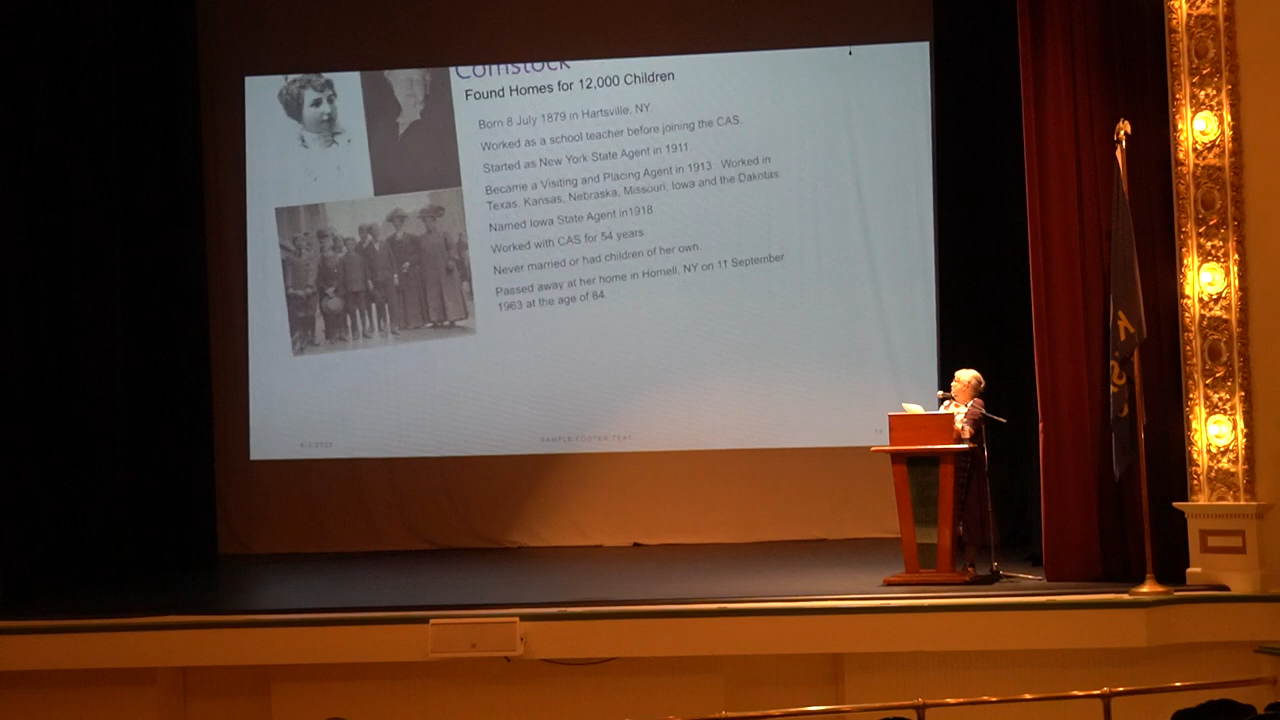 Comstock
Found Homes for 12,000 Children
Born 8 July 1879 in Hartsville, NY.
Worked as a school teacher before joining the CAS.
Started as New York State Agent in 1911.
Became a Visiting and Placing Agent in 1913. Worked in
Texas, Kansas, Nebraska, Missouri, Iowa and the Dakotas.
Named Iowa State Agent in1918.
Worked with CAS for 54 years.
Never married or had children of her own.
Passed away at her home in Hornell, NY on 11 September
1963 at the age of 84.
SAMPLE FOOTER TEXT